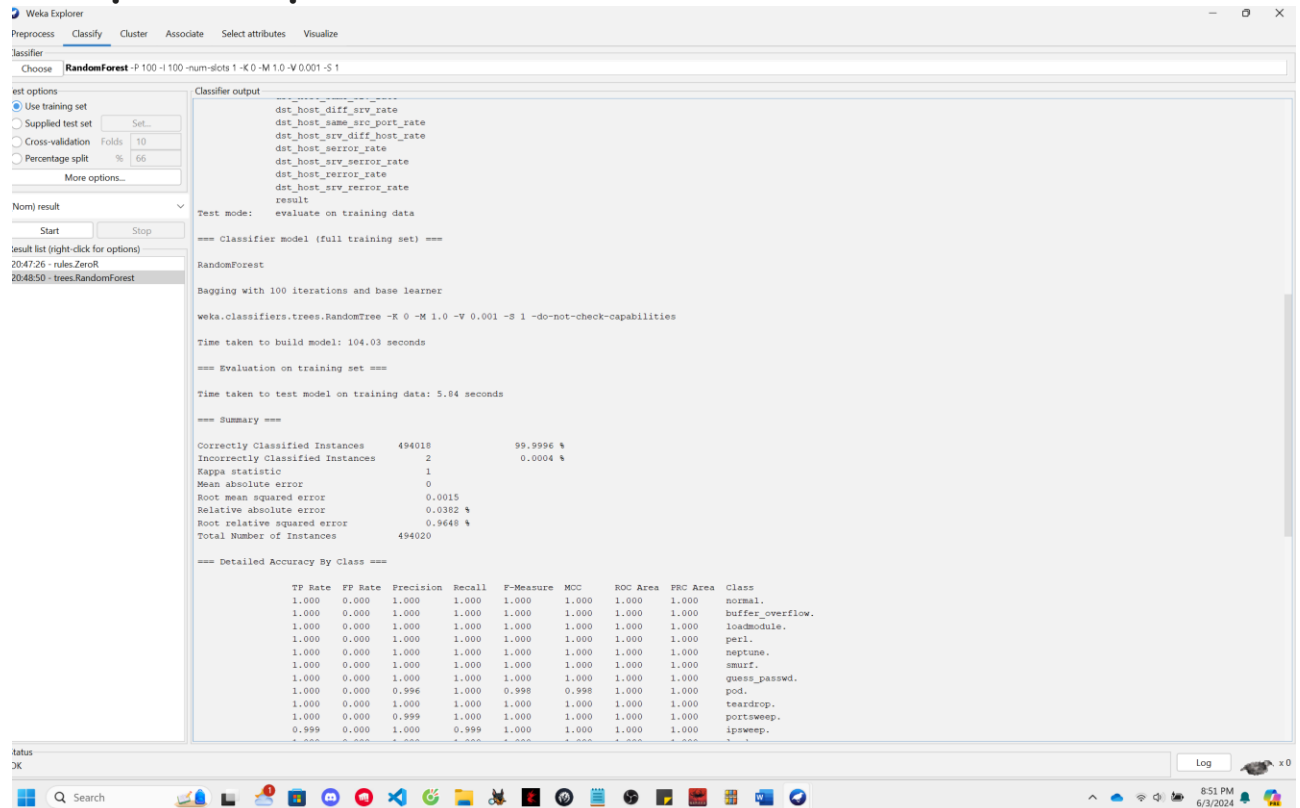 Weka Explorer
Preprocess Classify Cluster Associate Select attributes Visualize
Classifier
Choose RandomForest -P 100 -I 100 -num-slots 1 -K 0 -M 1.0 -V 0.001 -S 1
Test options
Use training set
Supplied test set Set...
Cross-validation Folds 10
Percentage split % 66
More options...
(Nom) result
Start Stop
Result list (right-click for options)
20:47:26 - rules.ZeroR
20:48:50 - trees.RandomForest
Classifier output
dst_host_diff_srv_rate
dst_host_same_src_port_rate
dst_host_srv_diff_host_rate
dst_host_serror_rate
dst_host_srv_serror_rate
dst_host_rerror_rate
dst_host_srv_rerror_rate
result
Test mode: evaluate on training data
=== Classifier model (full training set) ===
RandomForest
Bagging with 100 iterations and base learner
weka.classifiers.trees.RandomTree -K 0 -M 1.0 -V 0.001 -S 1 -do-not-check-capabilities
Time taken to build model: 104.03 seconds
=== Evaluation on training set ===
Time taken to test model on training data: 5.84 seconds
=== Summary ===
Correctly Classified Instances 494018 99.9996 %
Incorrectly Classified Instances 2 0.0004 %
Kappa statistic 1
Mean absolute error 0
Root mean squared error 0.0015
Relative absolute error 0.0382 %
Root relative squared error 0.9648 %
Total Number of Instances 494020
=== Detailed Accuracy By Class ===
TP Rate FP Rate Precision Recall F-Measure MCC ROC Area PRC Area Class
1.000 0.000 1.000 1.000 1.000 1.000 1.000 1.000 normal.
1.000 0.000 1.000 1.000 1.000 1.000 1.000 1.000 buffer_overflow.
1.000 0.000 1.000 1.000 1.000 1.000 1.000 1.000 loadmodule.
1.000 0.000 1.000 1.000 1.000 1.000 1.000 1.000 perl.
1.000 0.000 1.000 1.000 1.000 1.000 1.000 1.000 neptune.
1.000 0.000 1.000 1.000 1.000 1.000 1.000 1.000 smurf.
1.000 0.000 1.000 1.000 1.000 1.000 1.000 1.000 guess_passwd.
1.000 0.000 0.996 1.000 0.998 0.998 1.000 1.000 pod.
1.000 0.000 1.000 1.000 1.000 1.000 1.000 1.000 teardrop.
1.000 0.000 0.999 1.000 1.000 1.000 1.000 1.000 portsweep.
0.999 0.000 1.000 0.999 1.000 1.000 1.000 1.000 ipsweep.
Status
OK
Log x 0
Search
8:51 PM
6/3/2024